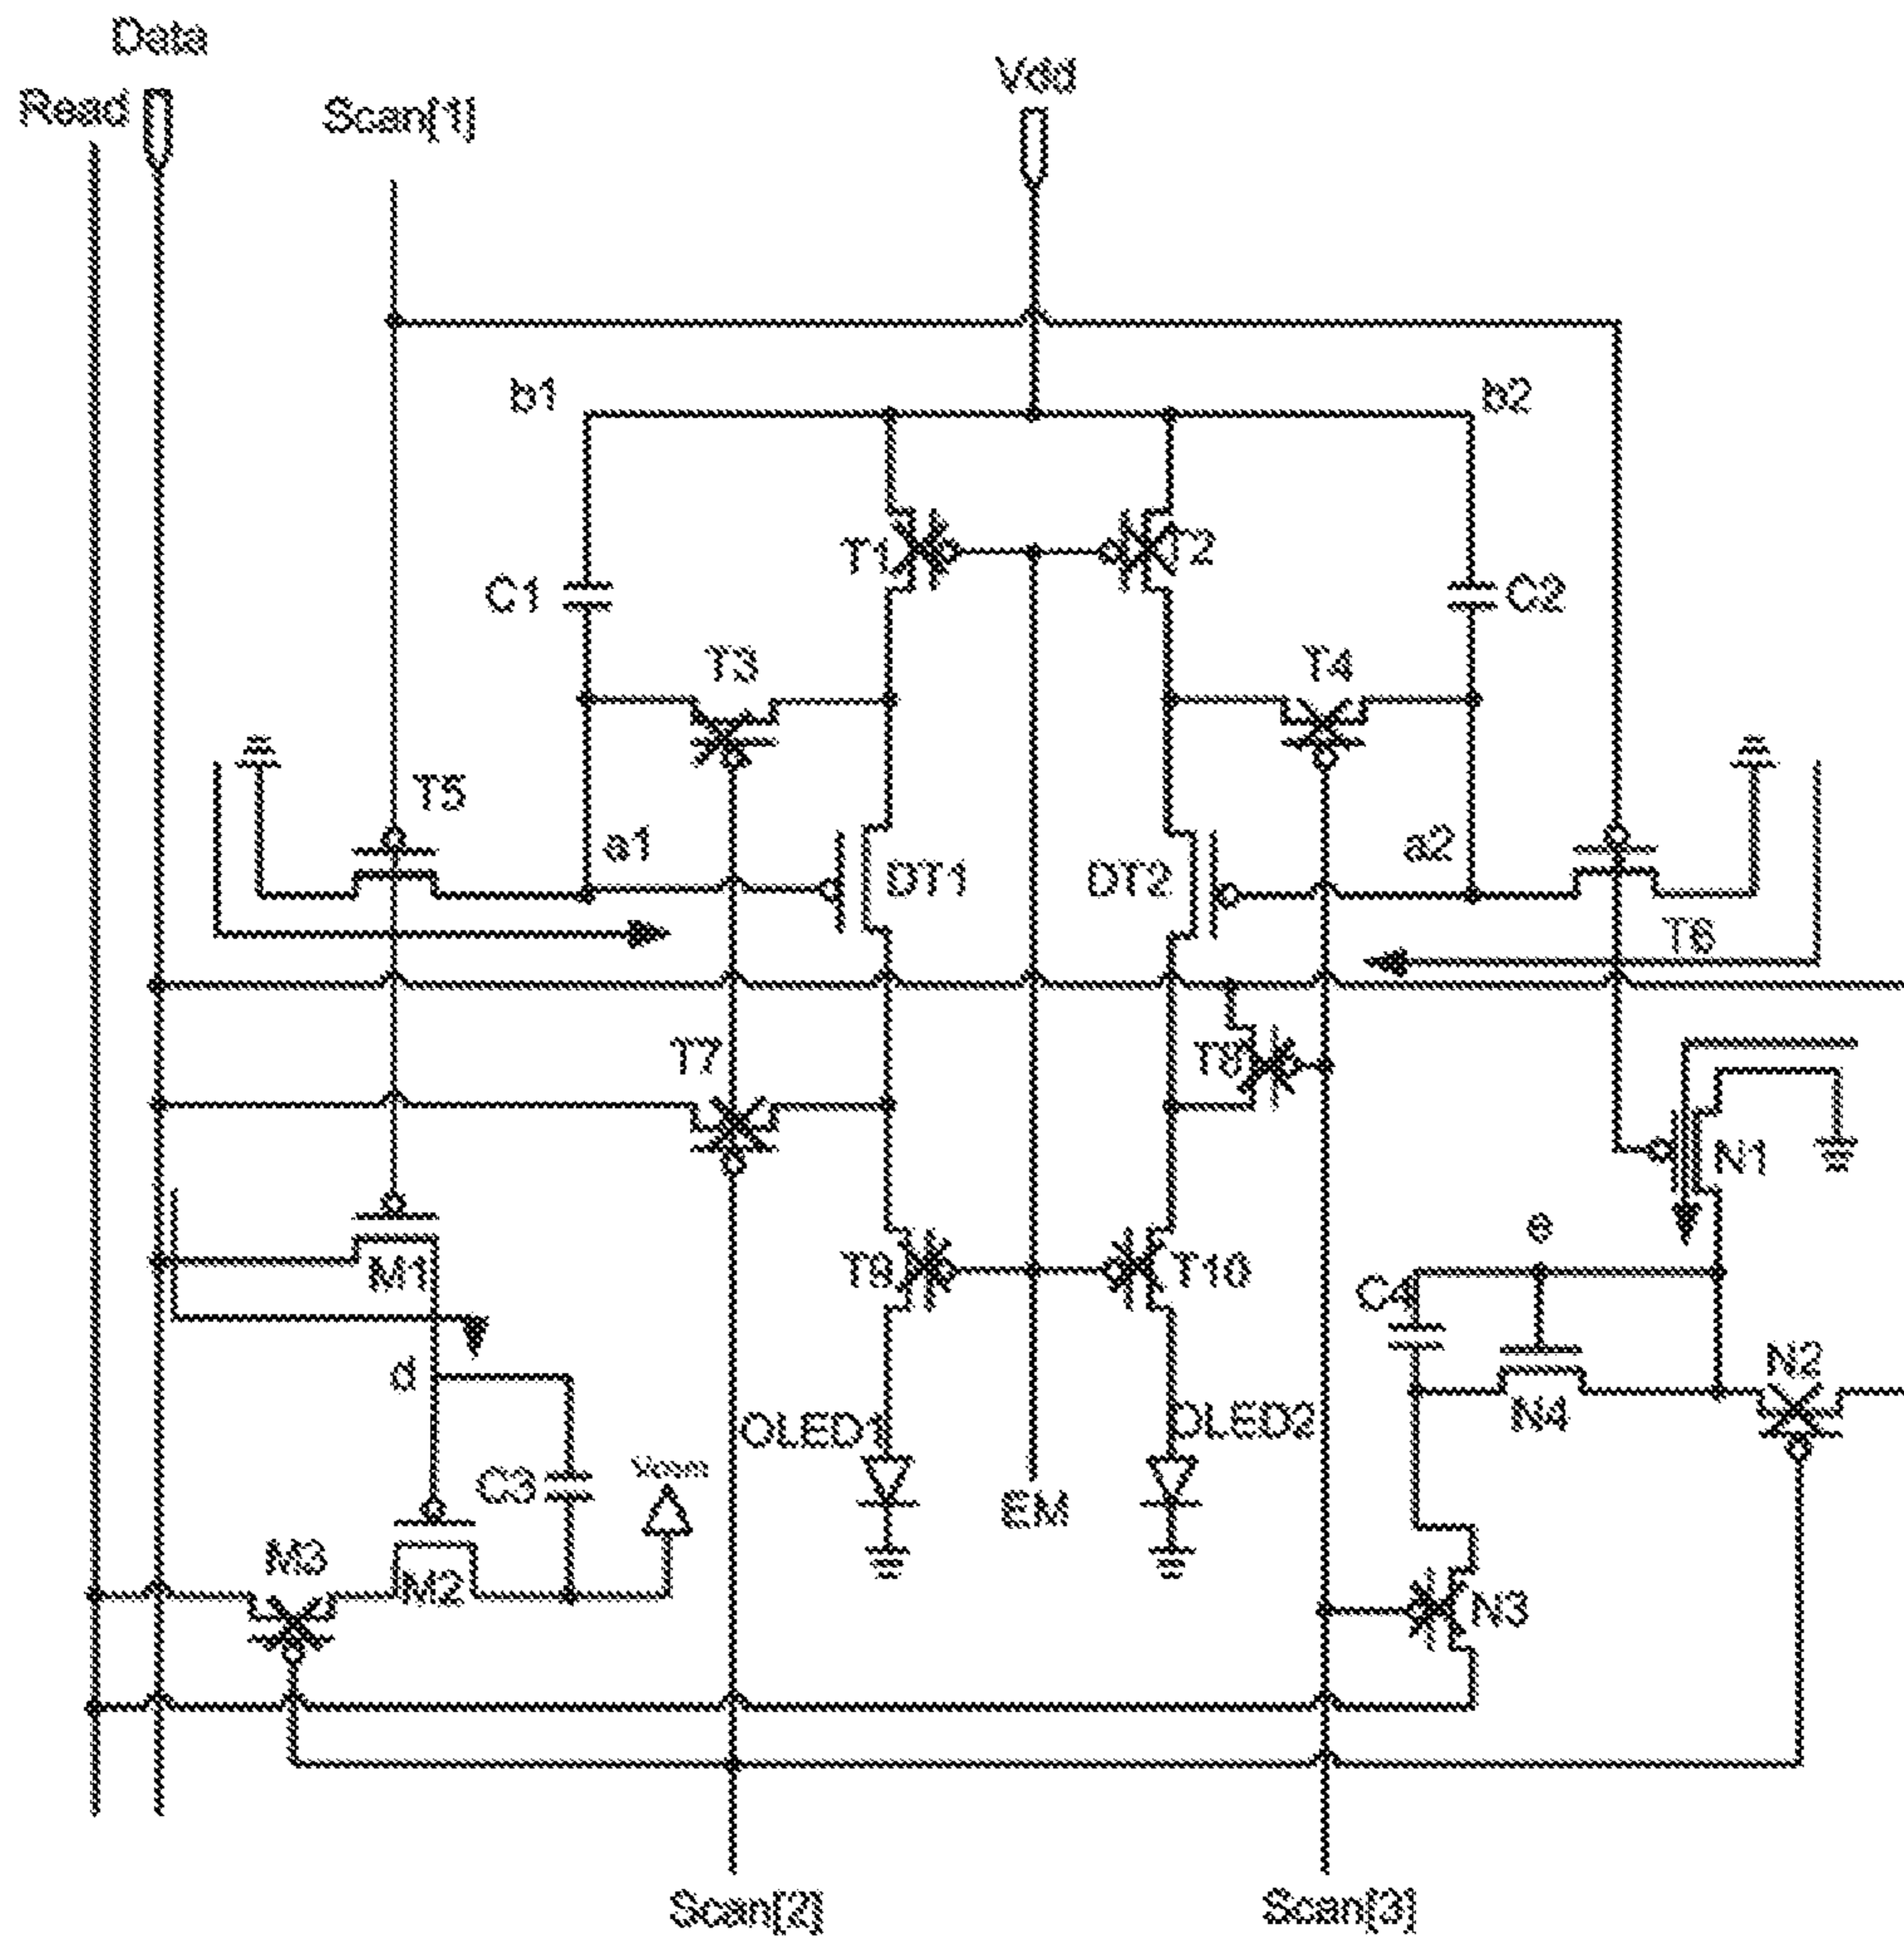 Data
Read
Scan[1]
Vdd
b1
b2
T1
T2
C1
C2
T3
T4
T5
a1
a2
DT1
DT2
T6
T7
T8
N1
M1
T9
T10
e
C4
d
N2
N4
OLED1
OLED2
C3
Vcom
EM
M3
M2
N3
Scan[2]
Scan[3]